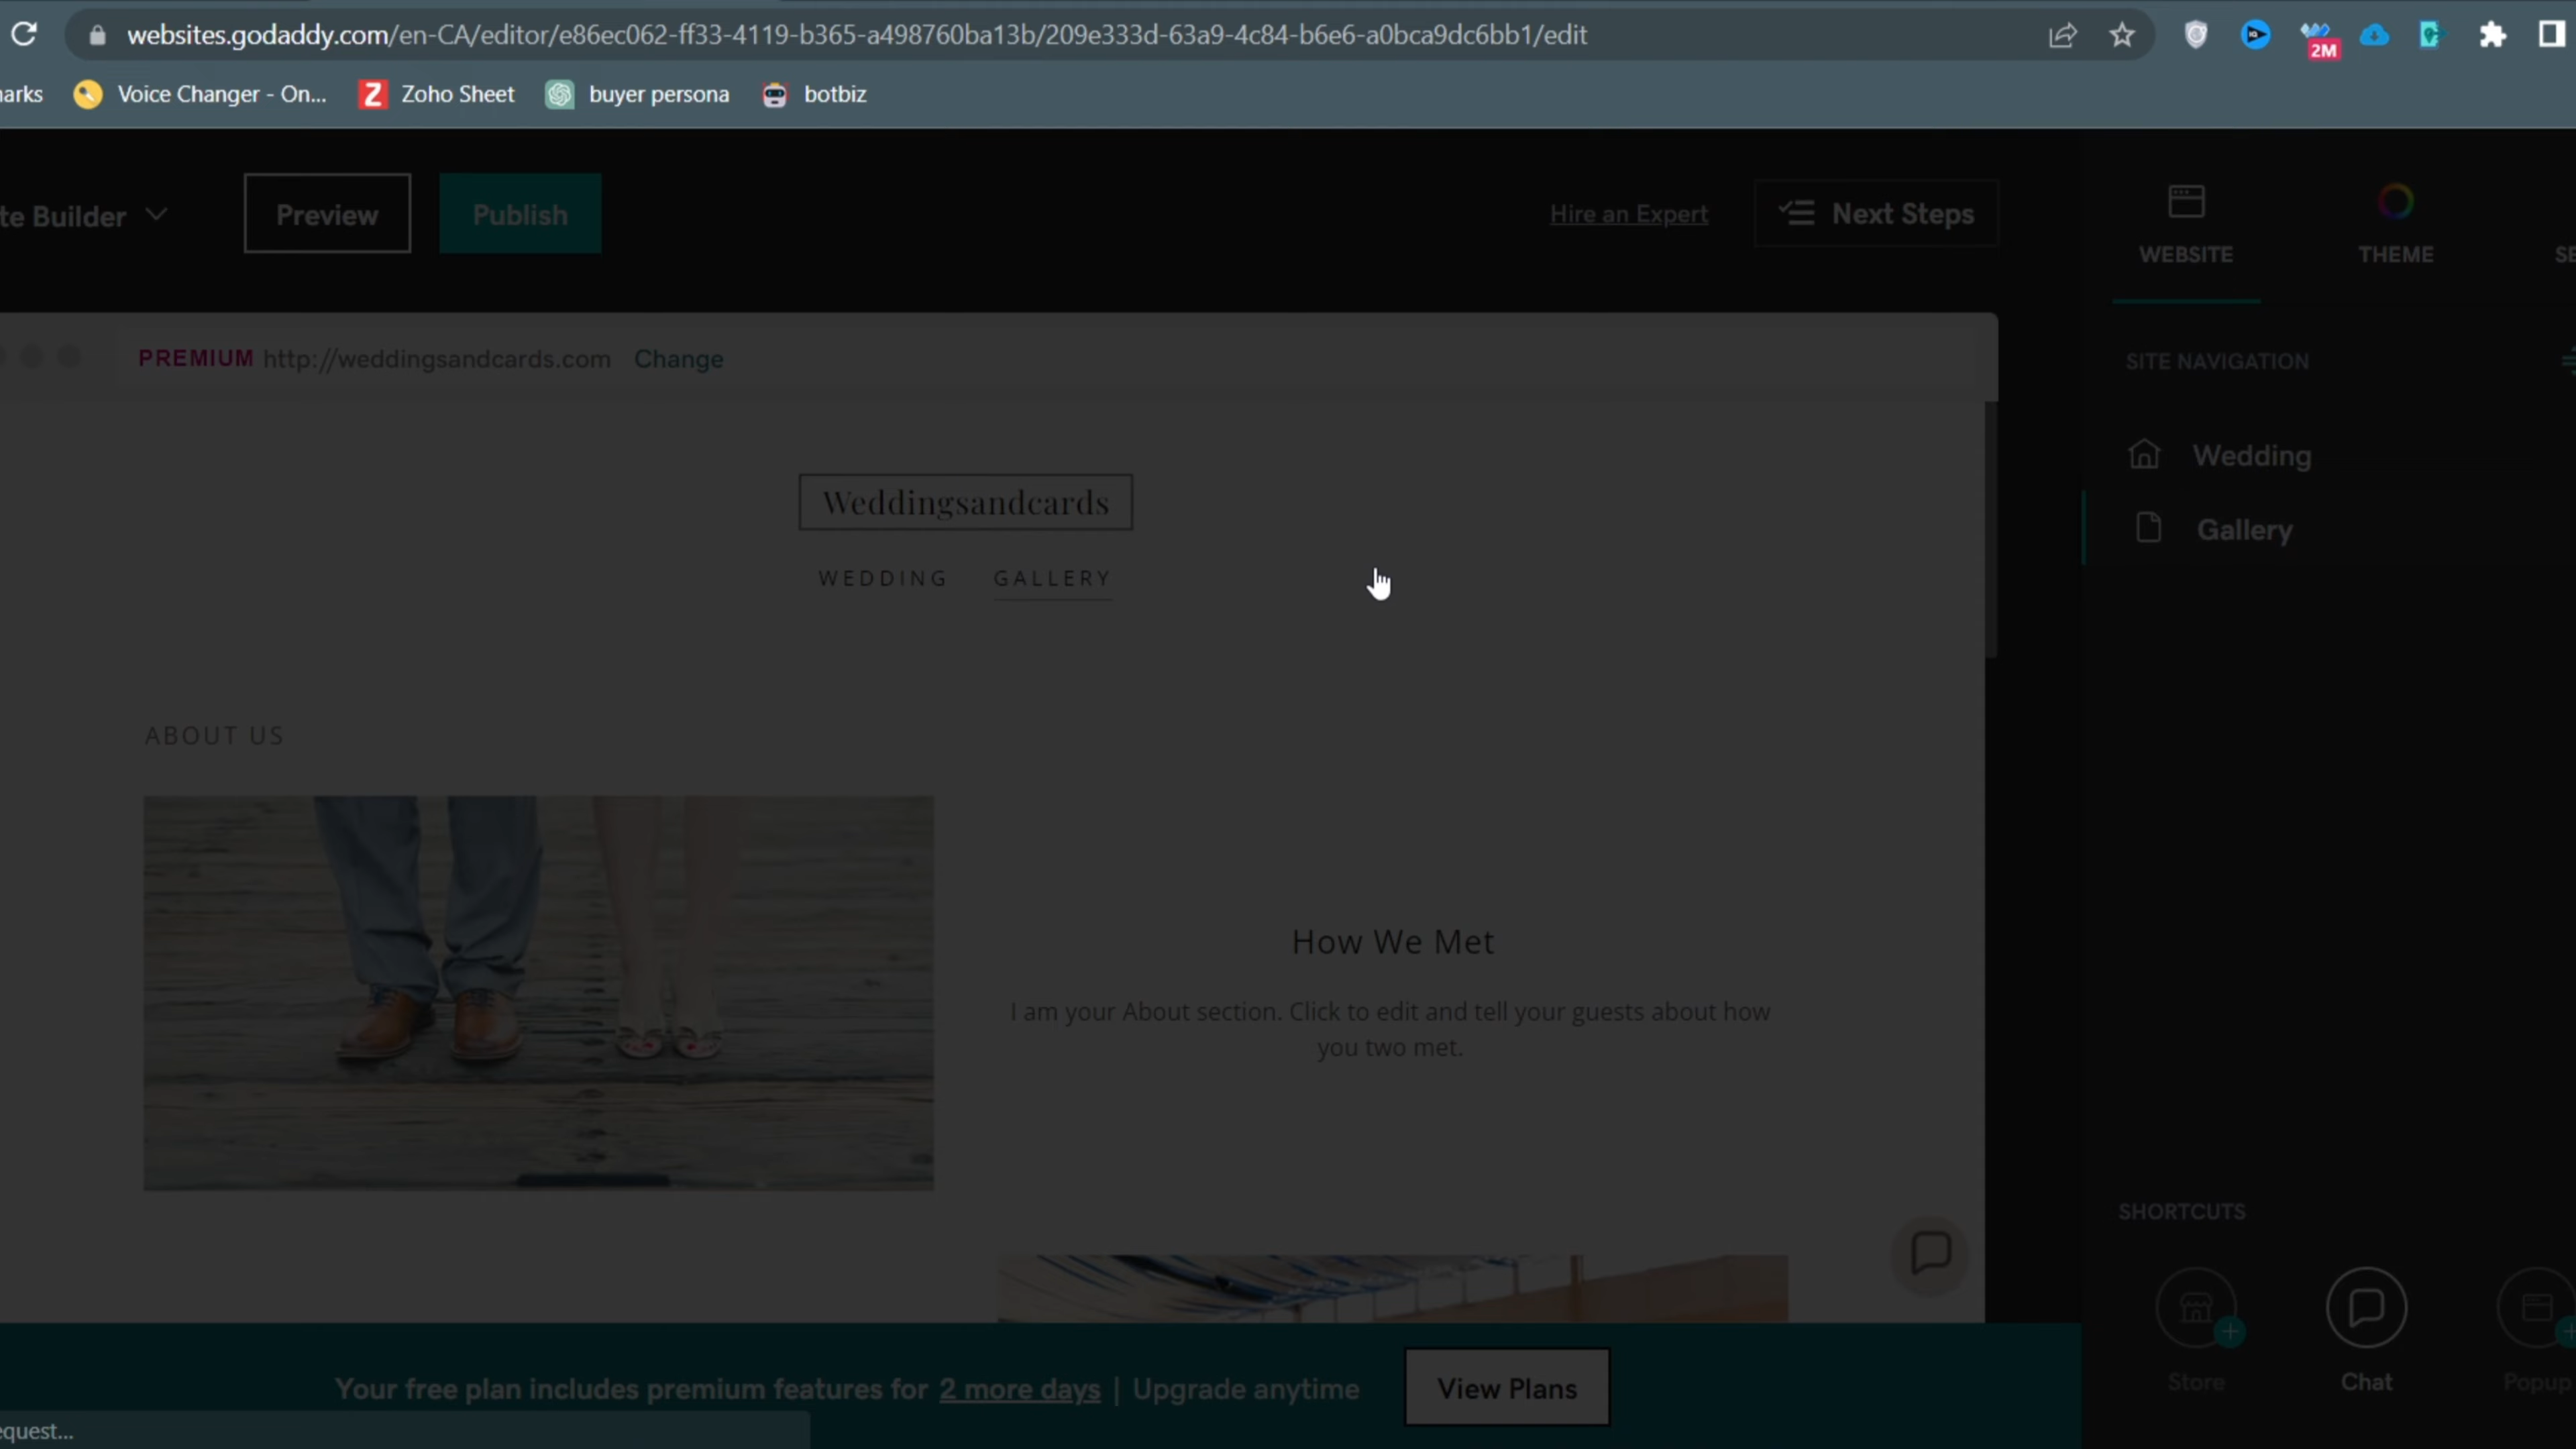 websites.godaddy.com/en-CA/editor/e86ec062-ff33-4119-b365-a498760ba13b/209e333d-63a9-4c84-b6e6-a0bca9dc6bb1/edit
2M
arks Voice Changer - On... Z Zoho Sheet buyer persona botbiz
te Builder Preview Publish Hire an Expert Next Steps
WEBSITE THEME SE
PREMIUM http://weddingsandcards.com Change
SITE NAVIGATION
Wedding
Gallery
Weddingsandcards
WEDDING GALLERY
ABOUT US
How We Met
I am your About section. Click to edit and tell your guests about how
you two met.
SHORTCUTS
Store Chat Popup
Your free plan includes premium features for 2 more days | Upgrade anytime View Plans
equest...